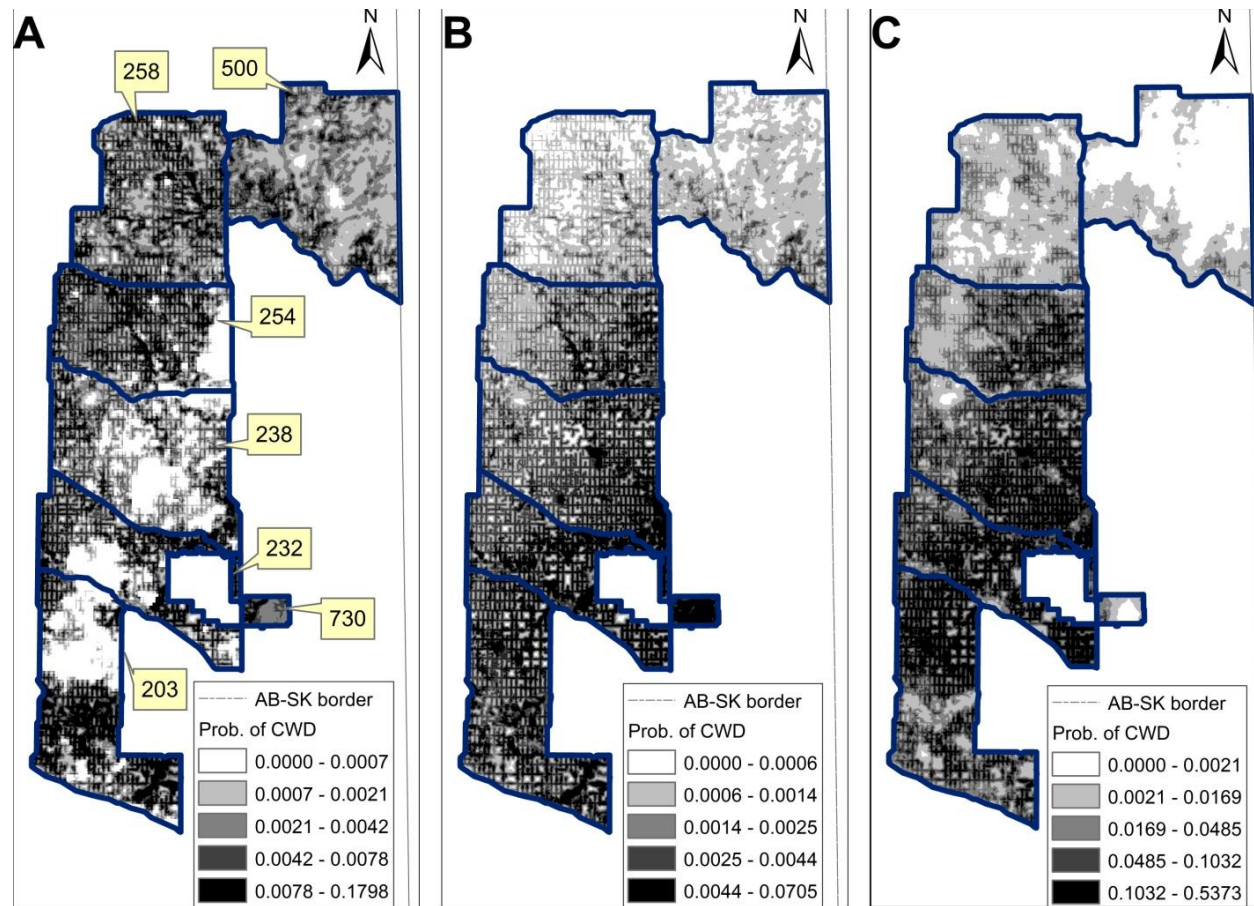 A
N
258
500
254
238
232
730
203
AB-SK border
Prob. of CWD
0.0000 - 0.0007
0.0007 - 0.0021
0.0021 - 0.0042
0.0042 - 0.0078
0.0078 - 0.1798
B
N
AB-SK border
Prob. of CWD
0.0000 - 0.0006
0.0006 - 0.0014
0.0014 - 0.0025
0.0025 - 0.0044
0.0044 - 0.0705
C
N
AB-SK border
Prob. of CWD
0.0000 - 0.0021
0.0021 - 0.0169
0.0169 - 0.0485
0.0485 - 0.1032
0.1032 - 0.5373